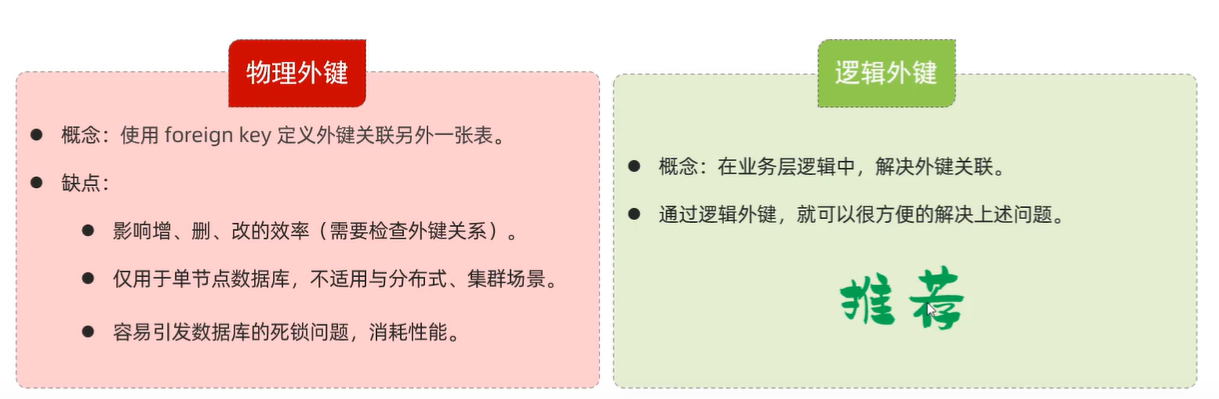 物理外键
概念：使用 foreign key 定义外键关联另外一张表。
缺点：
影响增、删、改的效率（需要检查外键关系）。
仅用于单节点数据库，不适用与分布式、集群场景。
容易引发数据库的死锁问题，消耗性能。
逻辑外键
概念：在业务层逻辑中，解决外键关联。
通过逻辑外键，就可以很方便的解决上述问题。
推荐